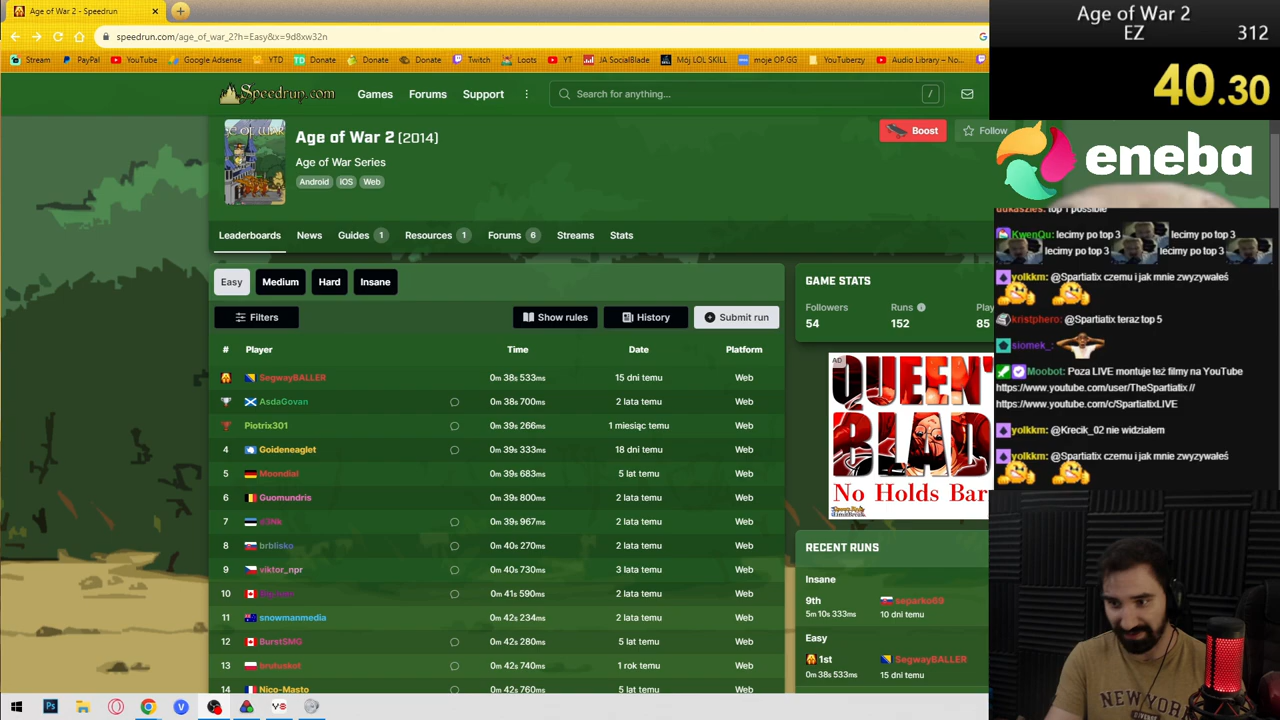 Age of War 2 - Speedrun
speedrun.com/age_of_war_2?h=Easy&x=9d8xw32n
Stream
PayPal
YouTube
Google Adsense
YTD
Donate
Donate
Donate
Twitch
Loots
YT
JA SocialBlade
Mój LOL SKILL
moje OP.GG
YouTuberzy
Audio Library – No...
Speedrun.com
Games
Forums
Support
Search for anything...
/
Age of War 2 (2014)
Boost
Follow
Age of War Series
Android
iOS
Web
Leaderboards
News
Guides 1
Resources 1
Forums 6
Streams
Stats
Easy
Medium
Hard
Insane
Filters
Show rules
History
Submit run
# Player Time Date Platform
SegwayBALLER 0m 38s 533ms 15 dni temu Web
AsdaGovan 0m 38s 700ms 2 lata temu Web
Piotrix301 0m 39s 266ms 1 miesiąc temu Web
4 Goideneaglet 0m 39s 333ms 18 dni temu Web
5 Moondial 0m 39s 683ms 5 lat temu Web
6 Guomundris 0m 39s 800ms 2 lata temu Web
7 0m 39s 967ms 2 lata temu Web
8 brblisko 0m 40s 270ms 2 lata temu Web
9 viktor_npr 0m 40s 730ms 3 lata temu Web
10 0m 41s 590ms 2 lata temu Web
11 snowmanmedia 0m 42s 234ms 2 lata temu Web
12 BurstSMG 0m 42s 280ms 5 lat temu Web
13 brutuskot 0m 42s 740ms 1 rok temu Web
14 Nico-Masto 0m 42s 760ms 5 lat temu Web
GAME STATS
Followers
54
Runs
152
Play
85
AD
QUEEN'
BLAD
No Holds Bar
RECENT RUNS
Insane
9th
separko69
5m 10s 333ms
10 dni temu
Easy
1st
SegwayBALLER
0m 38s 533ms
15 dni temu
Age of War 2
EZ 312
40.30
eneba
top 1 possible
KwenQu: lecimy po top 3 lecimy po top 3
lecimy po top 3 lecimy po top 3
yolkkm: @Spartiatix czemu i jak mnie zwyzywałeś
kristphero: @Spartiatix teraz top 5
siomek_:
Moobot: Poza LIVE montuje też filmy na YouTube
https://www.youtube.com/user/TheSpartiatix //
https://www.youtube.com/c/SpartiatixLIVE
yolkkm: @Krecik_02 nie widzialem
yolkkm: @Spartiatix czemu i jak mnie zwyzywałeś
NEW YORK